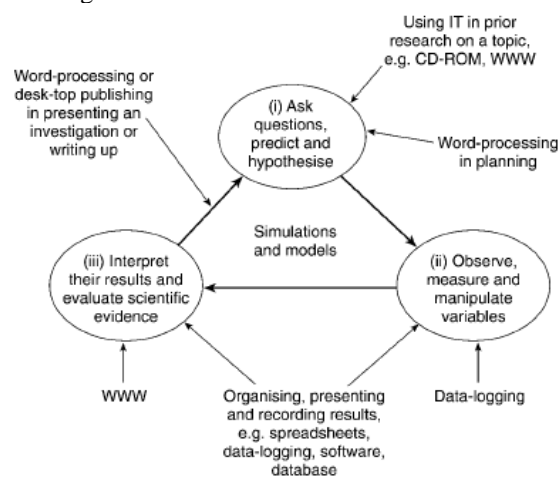 Using IT in prior
research on a topic,
e.g. CD-ROM, WWW
Word-processing or
desk-top publishing
in presenting an
investigation or
writing up
(i) Ask
questions,
predict and
hypothesise
Word-processing
in planning
Simulations
and models
(iii) Interpret
their results and
evaluate scientific
evidence
(ii) Observe,
measure and
manipulate
variables
WWW
Organising, presenting
and recording results,
e.g. spreadsheets,
data-logging, software,
database
Data-logging